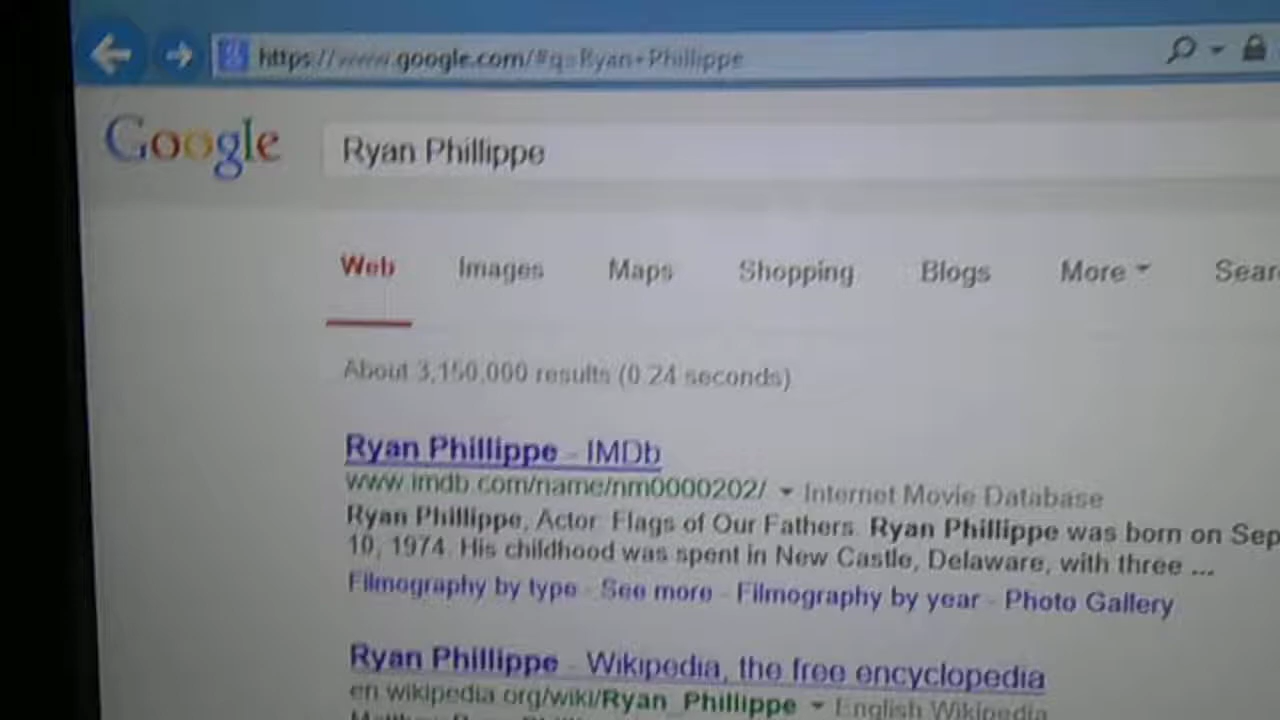 https://www.google.com/#q=Ryan+Phillippe
Google
Ryan Phillippe
Web Images Maps Shopping Blogs More Sear
About 3,150,000 results (0.24 seconds)
Ryan Phillippe - IMDb
www.imdb.com/name/nm0000202/ Internet Movie Database
Ryan Phillippe, Actor: Flags of Our Fathers. Ryan Phillippe was born on Sep
10, 1974. His childhood was spent in New Castle, Delaware, with three ...
Filmography by type - See more - Filmography by year - Photo Gallery
Ryan Phillippe - Wikipedia, the free encyclopedia
en.wikipedia.org/wiki/Ryan_Phillippe English Wikipedia